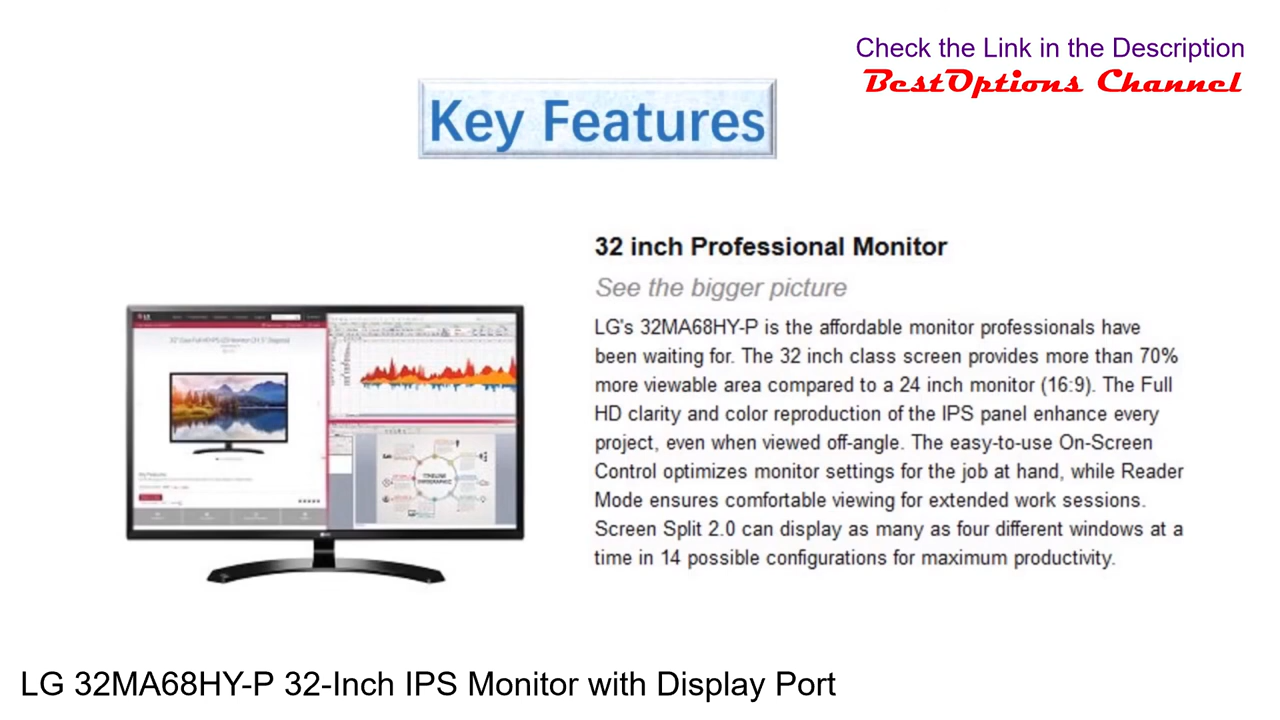 Check the Link in the Description
BestOptions Channel
Key Features
32 inch Professional Monitor
See the bigger picture
LG's 32MA68HY-P is the affordable monitor professionals have
been waiting for. The 32 inch class screen provides more than 70%
more viewable area compared to a 24 inch monitor (16:9). The Full
HD clarity and color reproduction of the IPS panel enhance every
project, even when viewed off-angle. The easy-to-use On-Screen
Control optimizes monitor settings for the job at hand, while Reader
Mode ensures comfortable viewing for extended work sessions.
Screen Split 2.0 can display as many as four different windows at a
time in 14 possible configurations for maximum productivity.
TIMELINE
INFOGRAPHIC
LG 32MA68HY-P 32-Inch IPS Monitor with Display Port